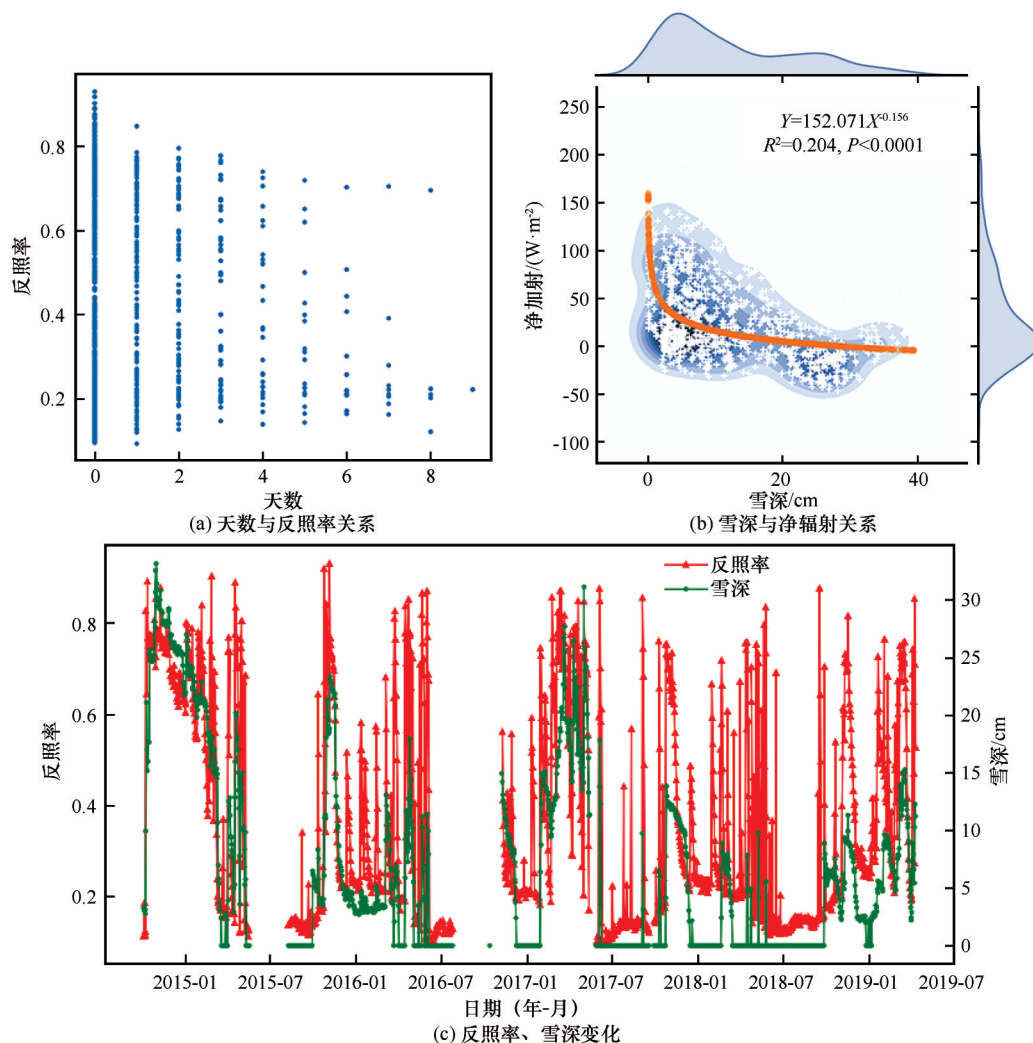 0.8
0.6
0.4
0.2
反照率
0
2
4
6
8
天数
(a) 天数与反照率关系
250
200
150
100
50
0
-50
-100
净加射/(W·m⁻²)
Y=152.071X⁻⁰·¹⁵⁶
R²=0.204, P<0.0001
0
20
40
雪深/cm
(b) 雪深与净辐射关系
反照率
雪深
0.8
0.6
0.4
0.2
反照率
30
25
20
15
10
5
0
雪深/cm
2015-01
2015-07
2016-01
2016-07
2017-01
2017-07
2018-01
2018-07
2019-01
2019-07
日期（年-月）
(c) 反照率、雪深变化